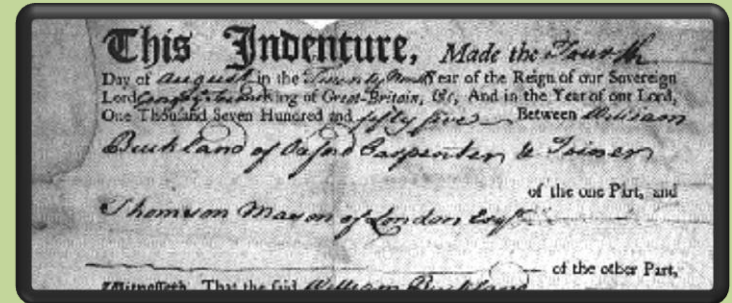 This Indenture, Made the Fourth
Day of August in the Twenty Ninth Year of the Reign of our Sovereign
Lord George Second King of Great-Britain, &c, And in the Year of our Lord,
One Thousand Seven Hundred and fifty five Between William
Buckland of Oxford Carpenter & Joiner
of the one Part, and
Thomson Mason of London Esqr.
of the other Part,
Witnesseth, That the said William Buckland